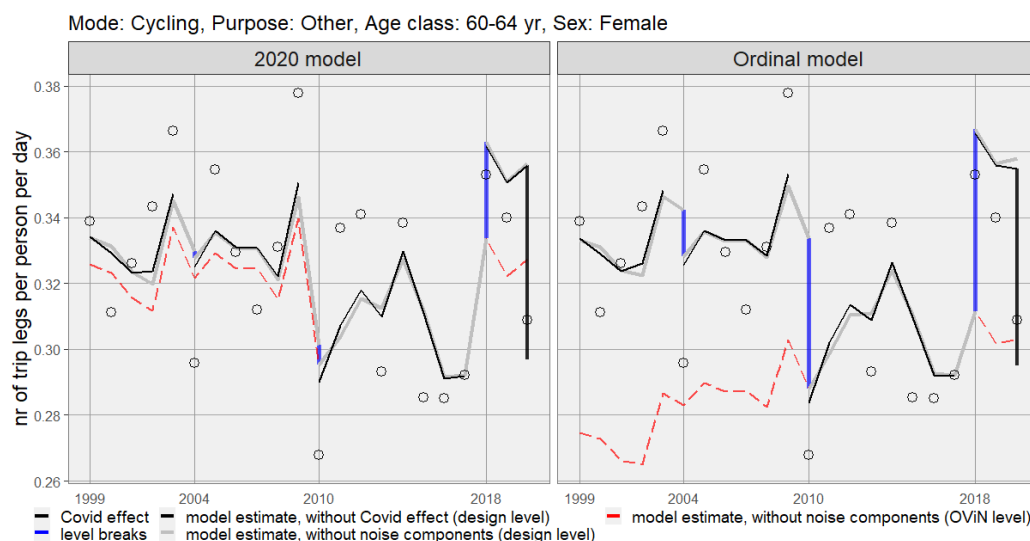 Mode: Cycling, Purpose: Other, Age class: 60-64 yr, Sex: Female
2020 model
Ordinal model
nr of trip legs per person per day
0.38
0.36
0.34
0.32
0.30
0.28
0.26
1999 2004 2010 2018 1999 2004 2010 2018
Covid effect model estimate, without Covid effect (design level) model estimate, without noise components (OViN level)
level breaks model estimate, without noise components (design level)